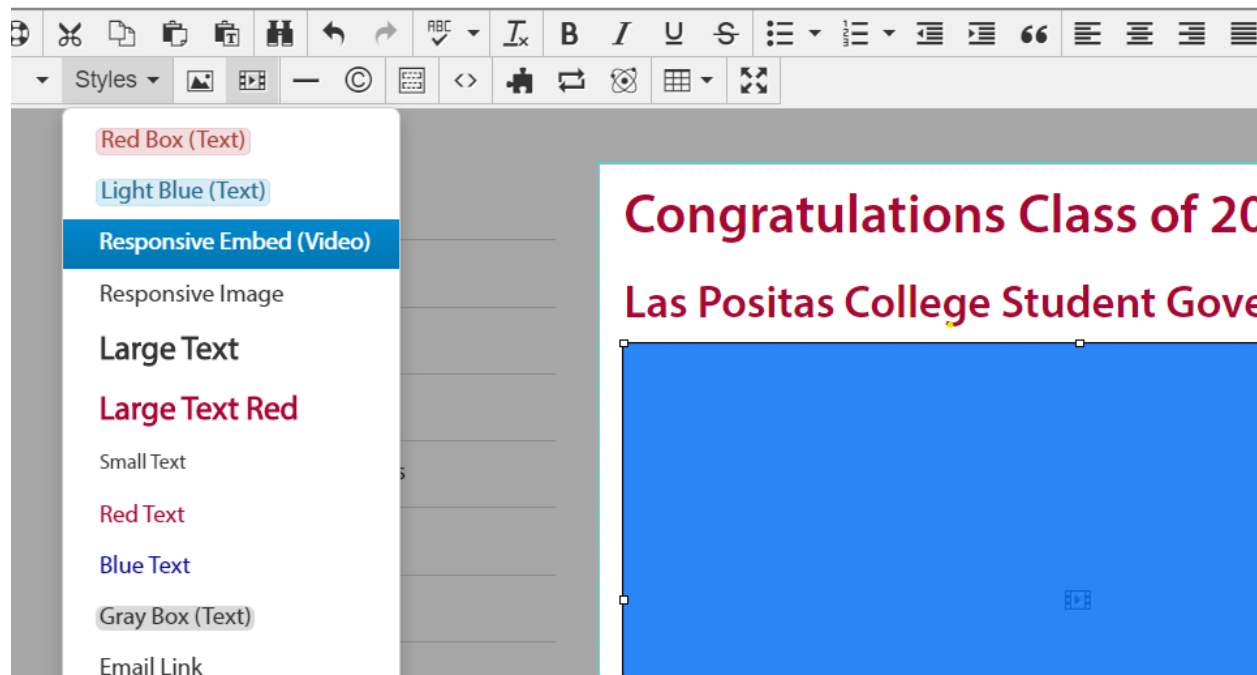 ABC
Styles
Red Box (Text)
Light Blue (Text)
Responsive Embed (Video)
Responsive Image
Large Text
Large Text Red
Small Text
Red Text
Blue Text
Gray Box (Text)
Email Link
Congratulations Class of 20
Las Positas College Student Gove
s